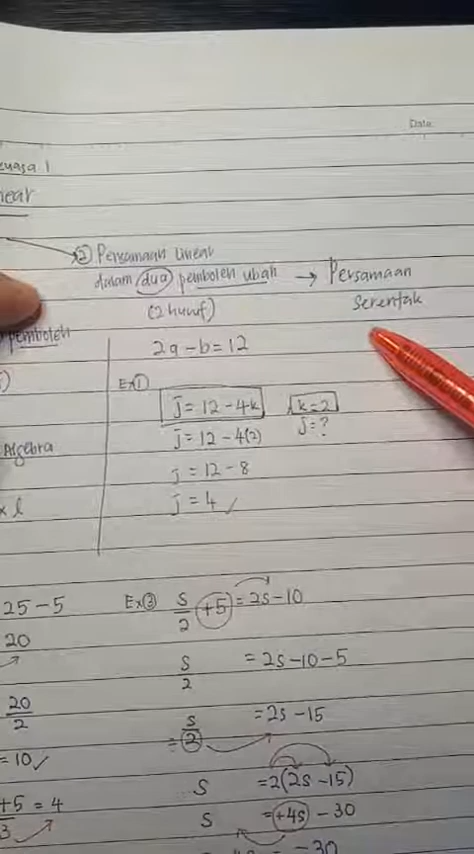 Date
kuasa 1
near
② Persamaan linear
dalam dua pemboleh ubah → Persamaan
serentak
(2 huruf)
pemboleh
2a - b = 12
Ex①
j = 12 - 4k k = 2
j = 12 - 4(2) j = ?
Algebra
j = 12 - 8
j = 4 ✓
x l
25 - 5
Ex③ s/2 + 5 = 2s - 10
20
s/2 = 2s - 10 - 5
20/2
s/2 = 2s - 15
= 10 ✓
s = 2(2s - 15)
+5/3 = 4
s = +4s - 30
- 30